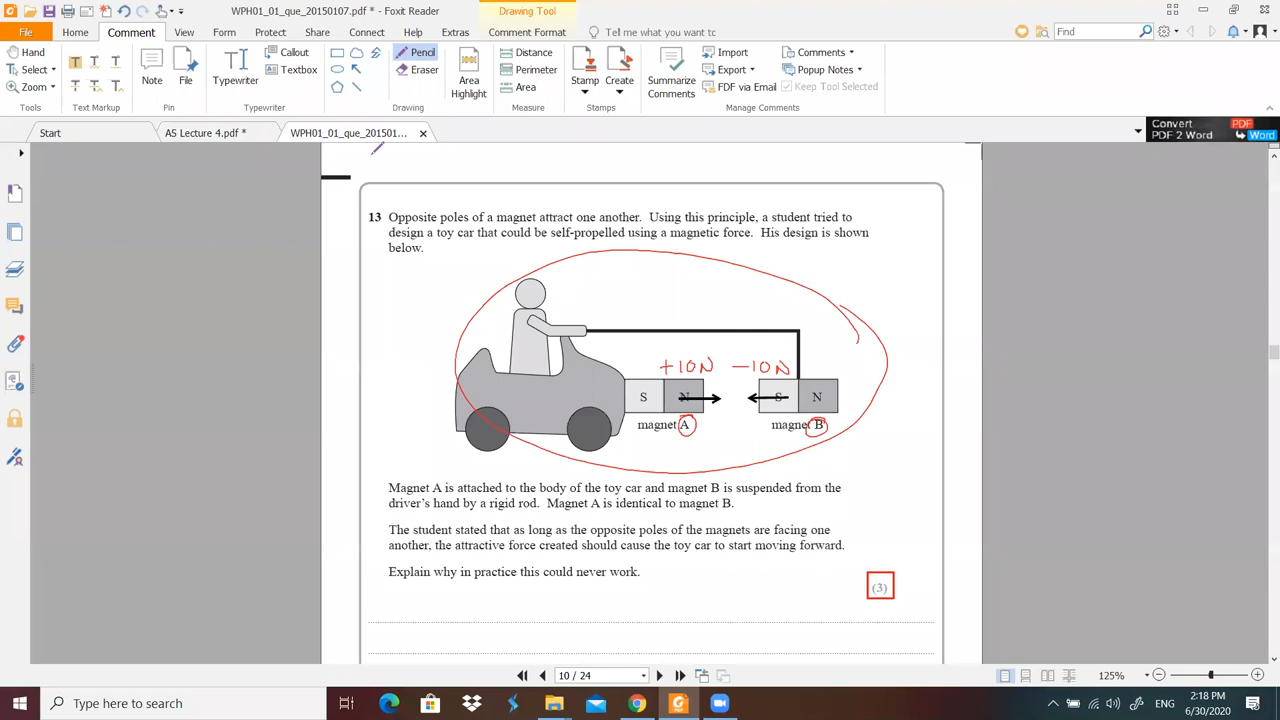 WPH01_01_que_20150107.pdf * - Foxit Reader
Drawing Tool
File
Home
Comment
View
Form
Protect
Share
Connect
Help
Extras
Comment Format
Tell me what you want tc
Find
Hand
Select
Zoom
Tools
Text Markup
Note
File
Pin
Typewriter
Callout
Textbox
Typewriter
Pencil
Eraser
Drawing
Area
Highlight
Distance
Perimeter
Area
Measure
Stamp
Create
Stamps
Summarize
Comments
Import
Export
FDF via Email
Comments
Popup Notes
Keep Tool Selected
Manage Comments
Start
AS Lecture 4.pdf *
WPH01_01_que_201501...
Convert PDF
PDF 2 Word Word
13 Opposite poles of a magnet attract one another. Using this principle, a student tried to
design a toy car that could be self-propelled using a magnetic force. His design is shown
below.
+10N −10N
S N S N
magnet A magnet B
Magnet A is attached to the body of the toy car and magnet B is suspended from the
driver's hand by a rigid rod. Magnet A is identical to magnet B.
The student stated that as long as the opposite poles of the magnets are facing one
another, the attractive force created should cause the toy car to start moving forward.
Explain why in practice this could never work.
(3)
10 / 24
125%
Type here to search
ENG
2:18 PM
6/30/2020